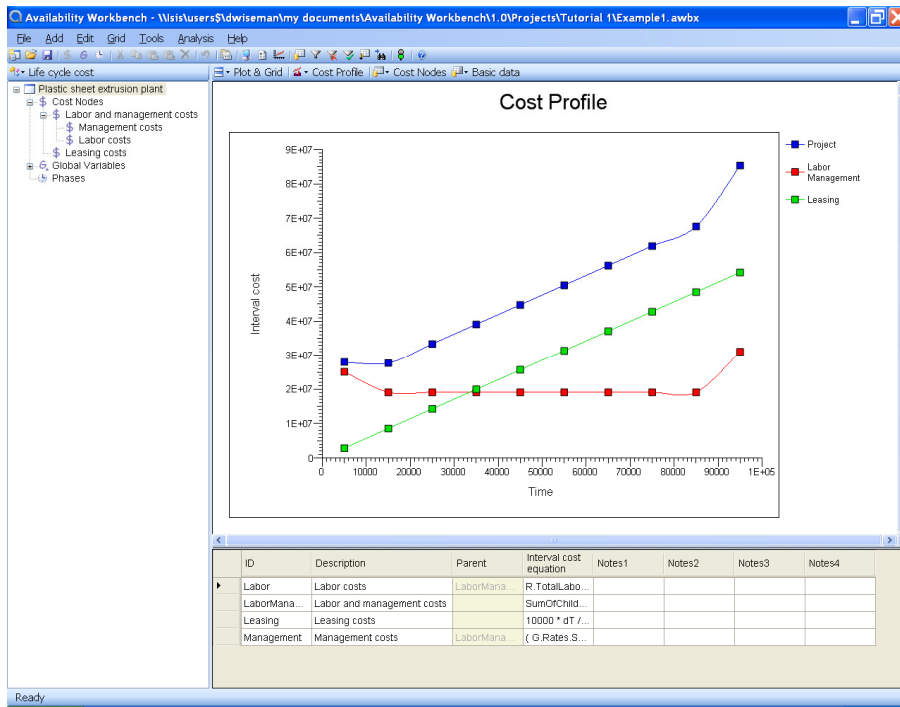 Availability Workbench - \\Isis\users$\dwiseman\my documents\Availability Workbench\1.0\Projects\Tutorial 1\Example1.awbx
File Add Edit Grid Tools Analysis Help
Life cycle cost
Plot & Grid Cost Profile Cost Nodes Basic data
Plastic sheet extrusion plant
Cost Nodes
Labor and management costs
Management costs
Labor costs
Leasing costs
Global Variables
Phases
Cost Profile
9E+07
8E+07
7E+07
6E+07
5E+07
4E+07
3E+07
2E+07
1E+07
0
Interval cost
0 10000 20000 30000 40000 50000 60000 70000 80000 90000 1E+05
Time
Project
Labor
Management
Leasing
ID Description Parent Interval cost equation Notes1 Notes2 Notes3 Notes4
Labor Labor costs LaborMana... R.TotalLabo...
LaborMana... Labor and management costs SumOfChild...
Leasing Leasing costs 10000 * dT /...
Management Management costs LaborMana... ( G.Rates.S...
Ready